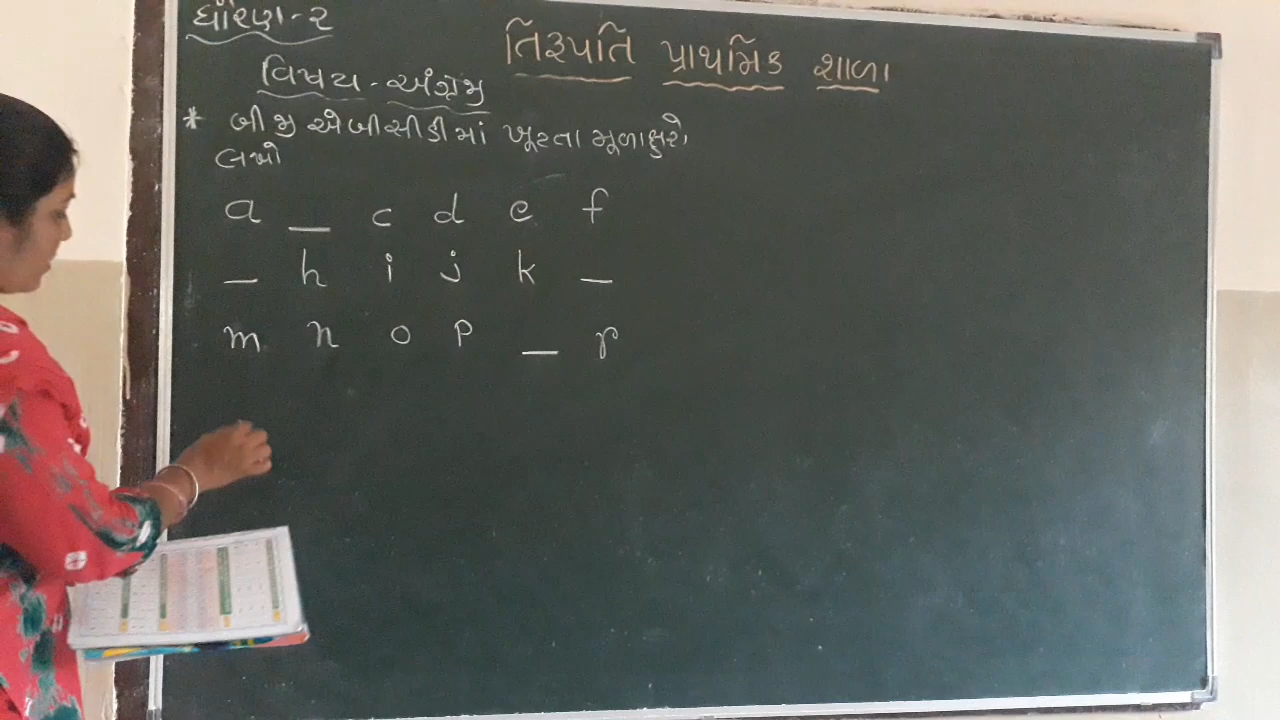 ધોરણ-૨
તિરૂપતિ પ્રાથમિક શાળા
વિષય-અંગ્રેજી
* બીજી એબીસીડીમાં ખૂટતા મૂળાક્ષરો
લખો
a _ c d e f
_ h i j k _
m n o p _ r